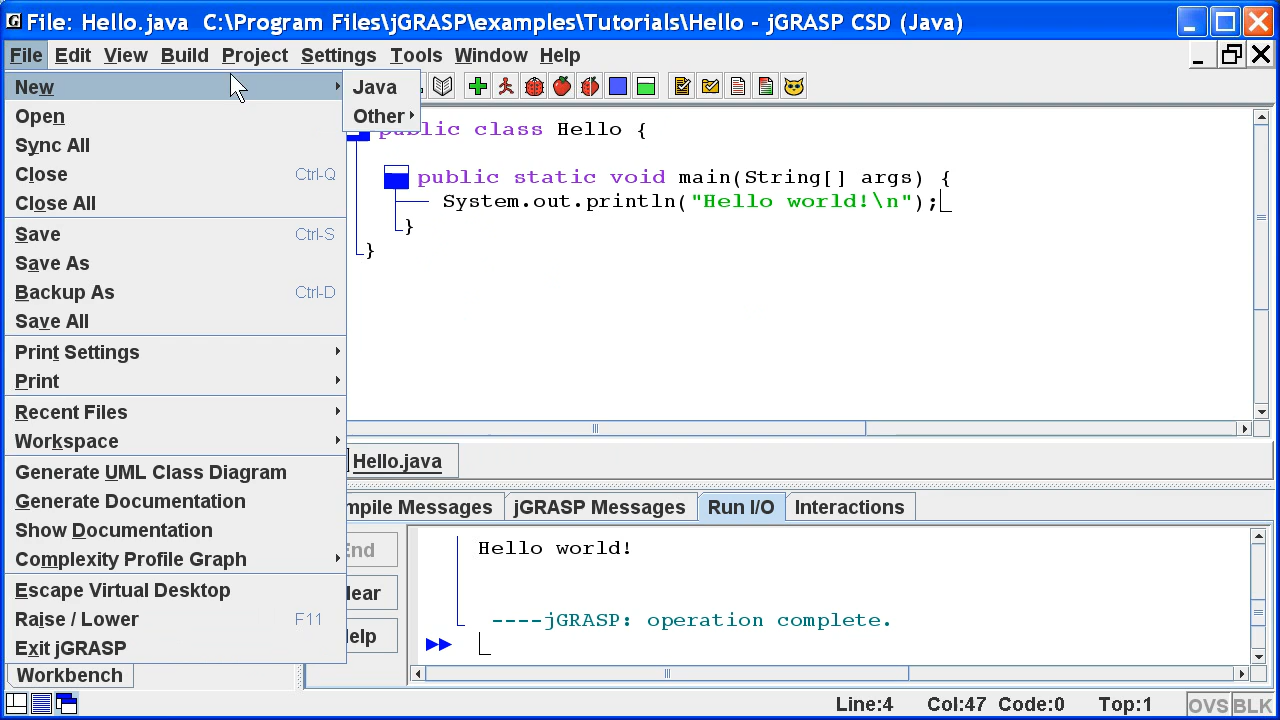 File: Hello.java  C:\Program Files\jGRASP\examples\Tutorials\Hello - jGRASP CSD (Java)
File Edit View Build Project Settings Tools Window Help
New
Java
Open
Other
Sync All
Close Ctrl-Q
Close All
Save Ctrl-S
Save As
Backup As Ctrl-D
Save All
Print Settings
Print
Recent Files
Workspace
Generate UML Class Diagram
Generate Documentation
Show Documentation
Complexity Profile Graph
Escape Virtual Desktop
Raise / Lower F11
Exit jGRASP
Workbench
public class Hello {
public static void main(String[] args) {
System.out.println("Hello world!\n");
}
}
Hello.java
mpile Messages jGRASP Messages Run I/O Interactions
End
lear
elp
Hello world!
----jGRASP: operation complete.
Line:4 Col:47 Code:0 Top:1 OVS BLK